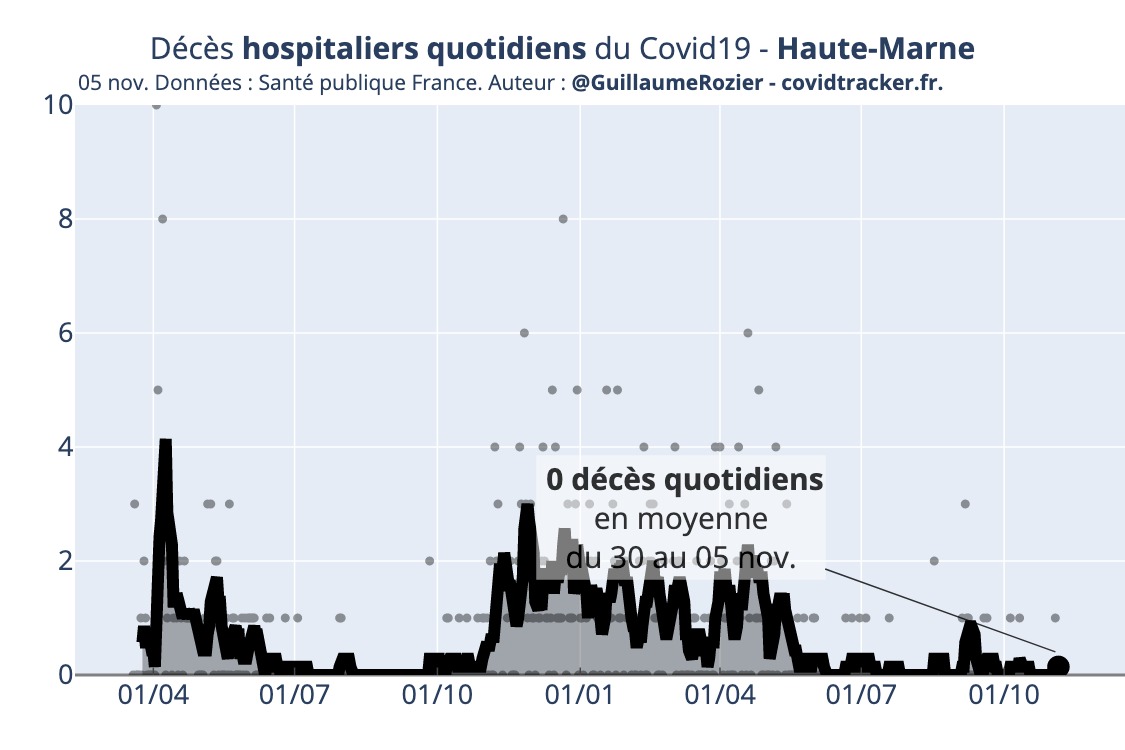 Décès hospitaliers quotidiens du Covid19 - Haute-Marne
05 nov. Données : Santé publique France. Auteur : @GuillaumeRozier - covidtracker.fr.
10
8
6
4
0 décès quotidiens
en moyenne
du 30 au 05 nov.
2
0
01/04 01/07 01/10 01/01 01/04 01/07 01/10